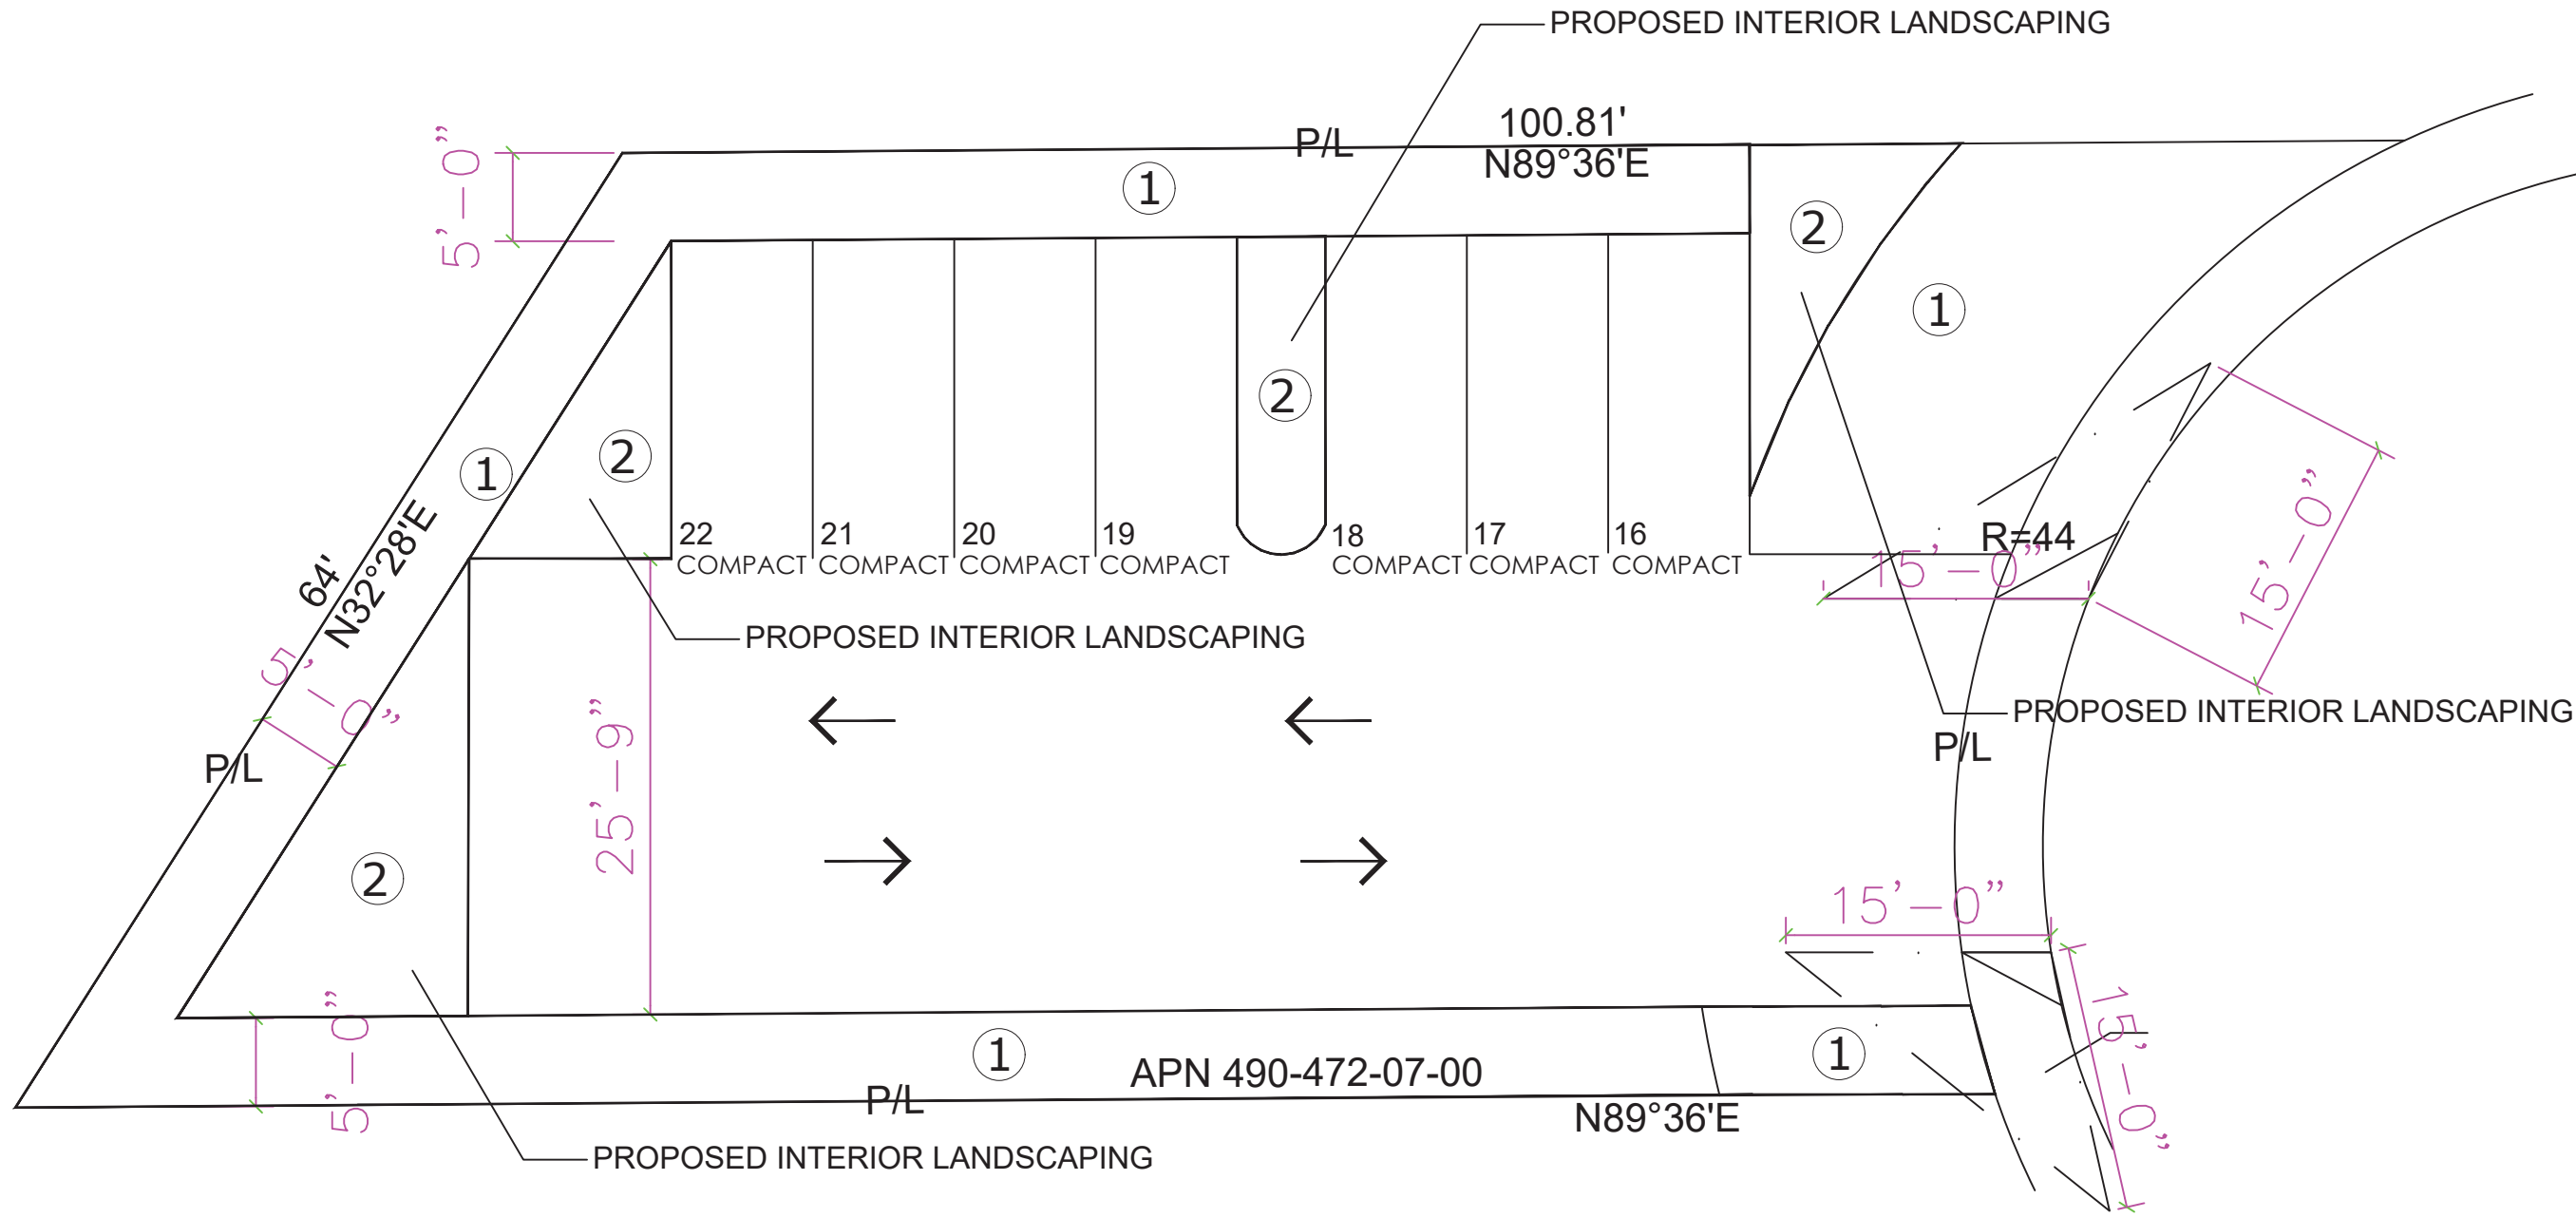 PROPOSED INTERIOR LANDSCAPING
100.81'
P/L
N89°36'E
5'-0"
1
2
1
2
2
1
22
21
20
19
18
17
16
COMPACT
COMPACT
COMPACT
COMPACT
COMPACT
COMPACT
COMPACT
R=44
15'-0"
15'-0"
64'
N32°28'E
5'-0"
PROPOSED INTERIOR LANDSCAPING
PROPOSED INTERIOR LANDSCAPING
P/L
P/L
25'-9"
2
15'-0"
15'-0"
5'-0"
1
1
APN 490-472-07-00
P/L
N89°36'E
PROPOSED INTERIOR LANDSCAPING